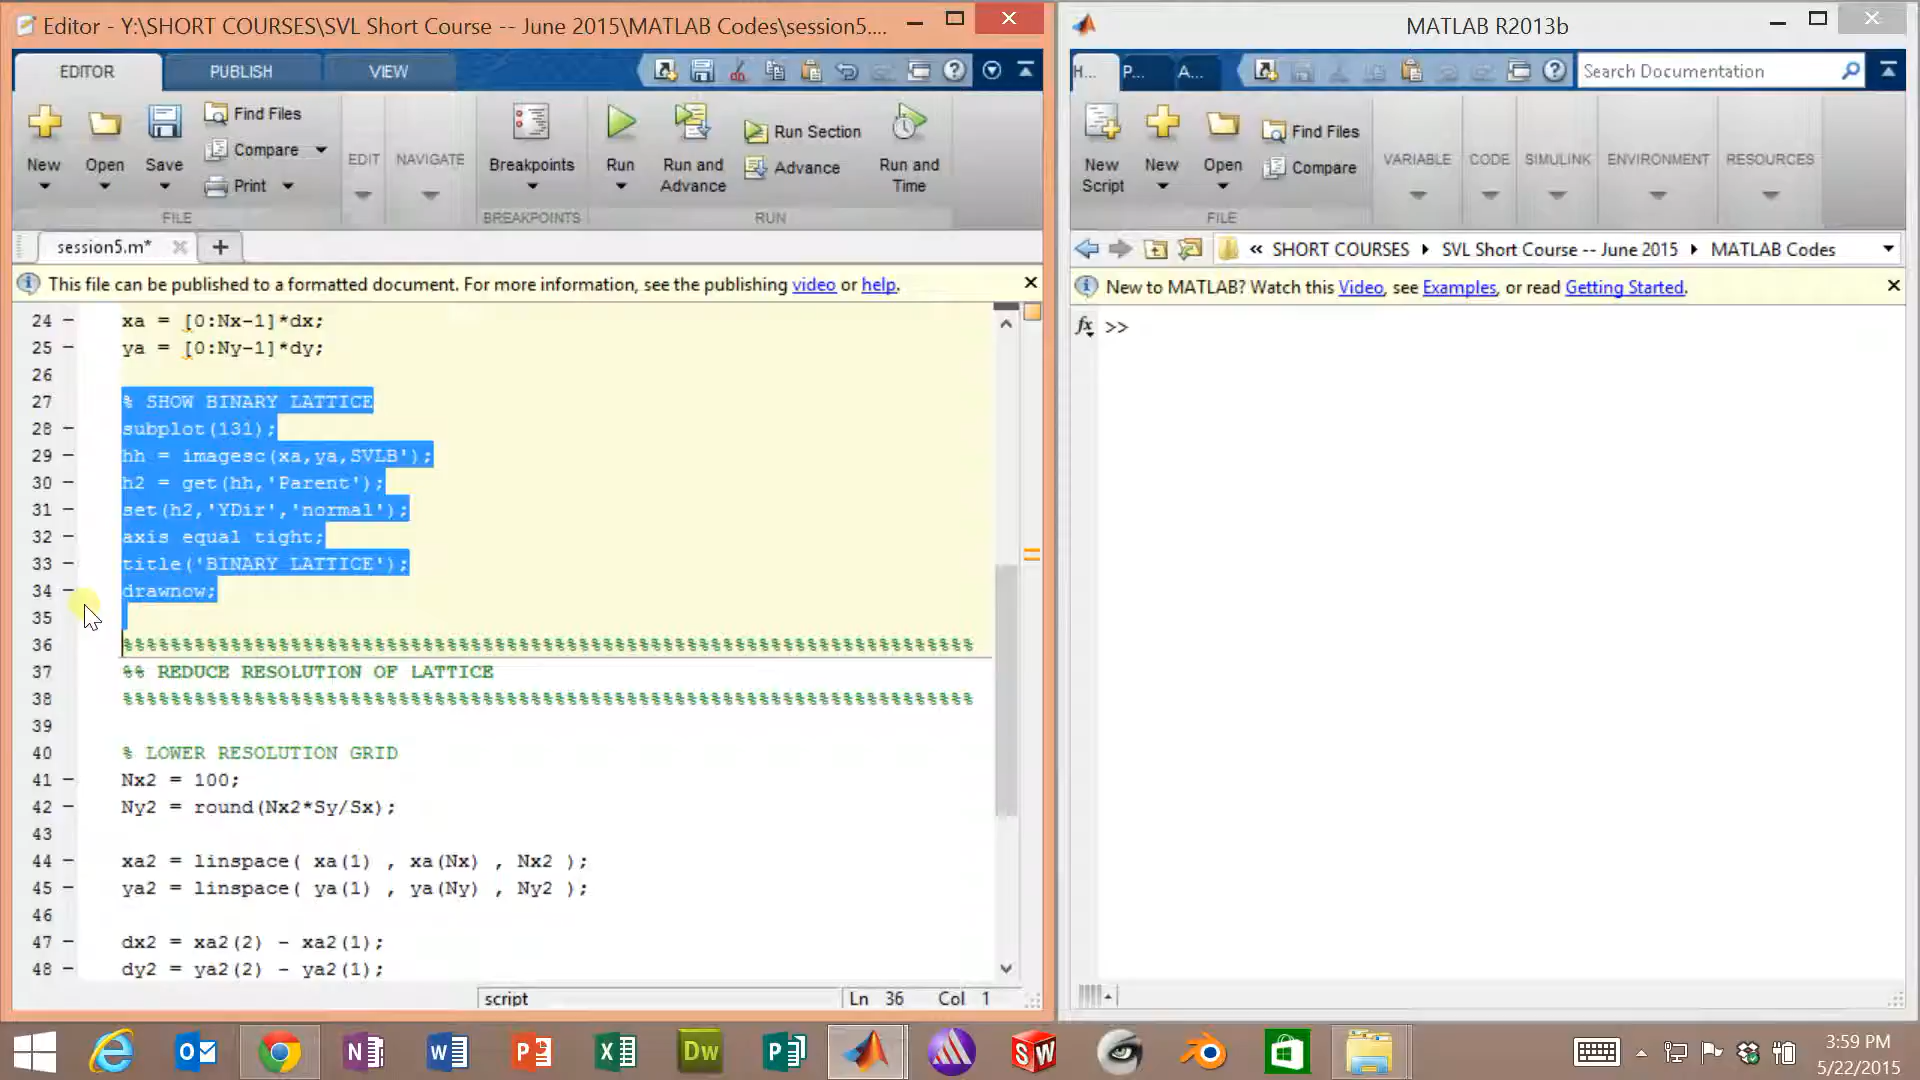 Editor - Y:\SHORT COURSES\SVL Short Course -- June 2015\MATLAB Codes\session5....
EDITOR
PUBLISH
VIEW
New
Open
Save
Find Files
Compare
Print
FILE
EDIT
NAVIGATE
Breakpoints
BREAKPOINTS
Run
Run and
Advance
Run Section
Advance
Run and
Time
RUN
session5.m*
This file can be published to a formatted document. For more information, see the publishing video or help.
24 - xa = [0:Nx-1]*dx;
25 - ya = [0:Ny-1]*dy;
26
27 - % SHOW BINARY LATTICE
28 - subplot(131);
29 - hh = imagesc(xa,ya,SVLB');
30 - h2 = get(hh,'Parent');
31 - set(h2,'YDir','normal');
32 - axis equal tight;
33 - title('BINARY LATTICE');
34 - drawnow;
35
36 %%%%%%%%%%%%%%%%%%%%%%%%%%%%%%%%%%%%%%%%%%%%%%%%%%%%%%%%%%%%%%%%%%%%%%%
37 %% REDUCE RESOLUTION OF LATTICE
38 %%%%%%%%%%%%%%%%%%%%%%%%%%%%%%%%%%%%%%%%%%%%%%%%%%%%%%%%%%%%%%%%%%%%%%%
39
40 % LOWER RESOLUTION GRID
41 - Nx2 = 100;
42 - Ny2 = round(Nx2*Sy/Sx);
43
44 - xa2 = linspace( xa(1) , xa(Nx) , Nx2 );
45 - ya2 = linspace( ya(1) , ya(Ny) , Ny2 );
46
47 - dx2 = xa2(2) - xa2(1);
48 - dy2 = ya2(2) - ya2(1);
script
Ln 36 Col 1
MATLAB R2013b
H...
P...
A...
Search Documentation
New
Script
New
Open
Find Files
Compare
FILE
VARIABLE
CODE
SIMULINK
ENVIRONMENT
RESOURCES
« SHORT COURSES ▸ SVL Short Course -- June 2015 ▸ MATLAB Codes
New to MATLAB? Watch this Video, see Examples, or read Getting Started.
fx >>
3:59 PM
5/22/2015